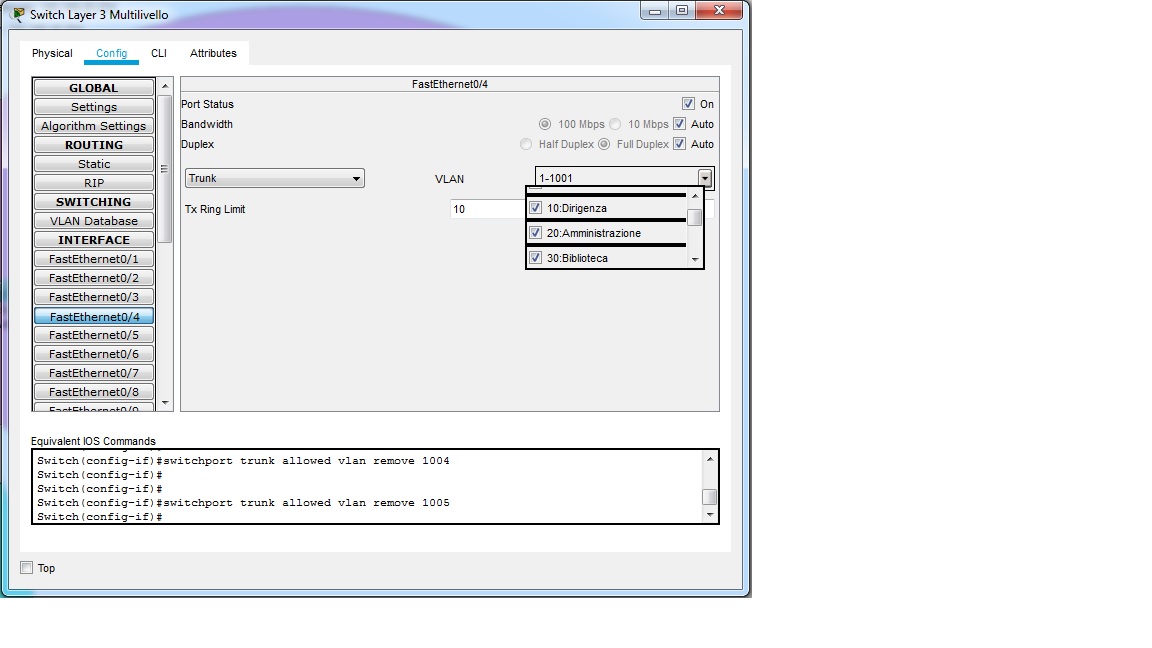 Switch Layer 3 Multilivello
Physical Config CLI Attributes
GLOBAL
Settings
Algorithm Settings
ROUTING
Static
RIP
SWITCHING
VLAN Database
INTERFACE
FastEthernet0/1
FastEthernet0/2
FastEthernet0/3
FastEthernet0/4
FastEthernet0/5
FastEthernet0/6
FastEthernet0/7
FastEthernet0/8
FastEthernet0/9
FastEthernet0/4
Port Status On
Bandwidth 100 Mbps 10 Mbps Auto
Duplex Half Duplex Full Duplex Auto
Trunk VLAN 1-1001
Tx Ring Limit 10
10:Dirigenza
20:Amministrazione
30:Biblioteca
Equivalent IOS Commands
Switch(config-if)#switchport trunk allowed vlan remove 1004
Switch(config-if)#
Switch(config-if)#
Switch(config-if)#switchport trunk allowed vlan remove 1005
Switch(config-if)#
Top